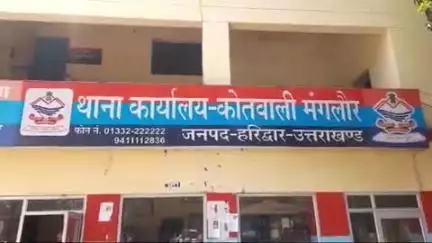 थाना कार्यालय-कोतवाली मंगलौर
फोन नं. 01332-222222
9411112836
जनपद-हरिद्वार-उत्तराखण्ड